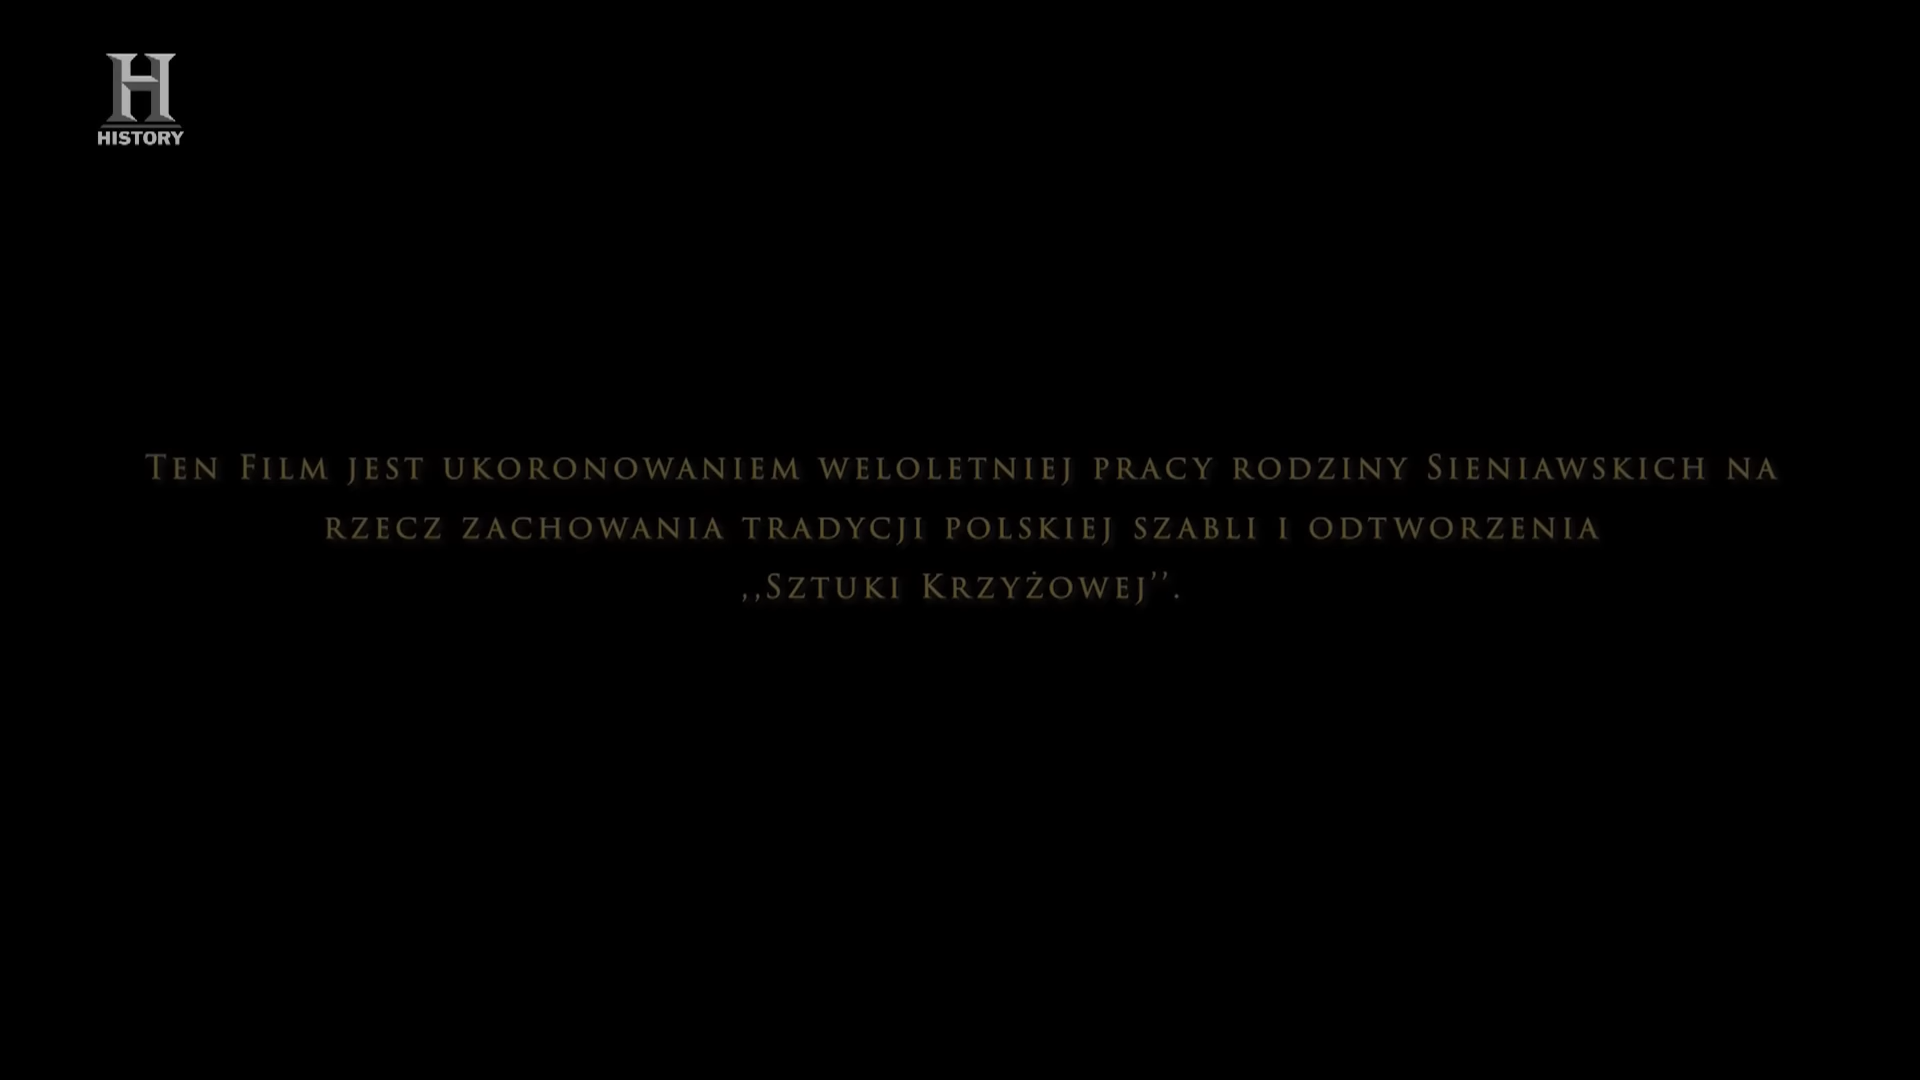 HISTORY
Ten Film jest ukoronowaniem weloletniej pracy rodziny Sieniawskich na
rzecz zachowania tradycji polskiej szabli i odtworzenia
,,Sztuki Krzyżowej’’.